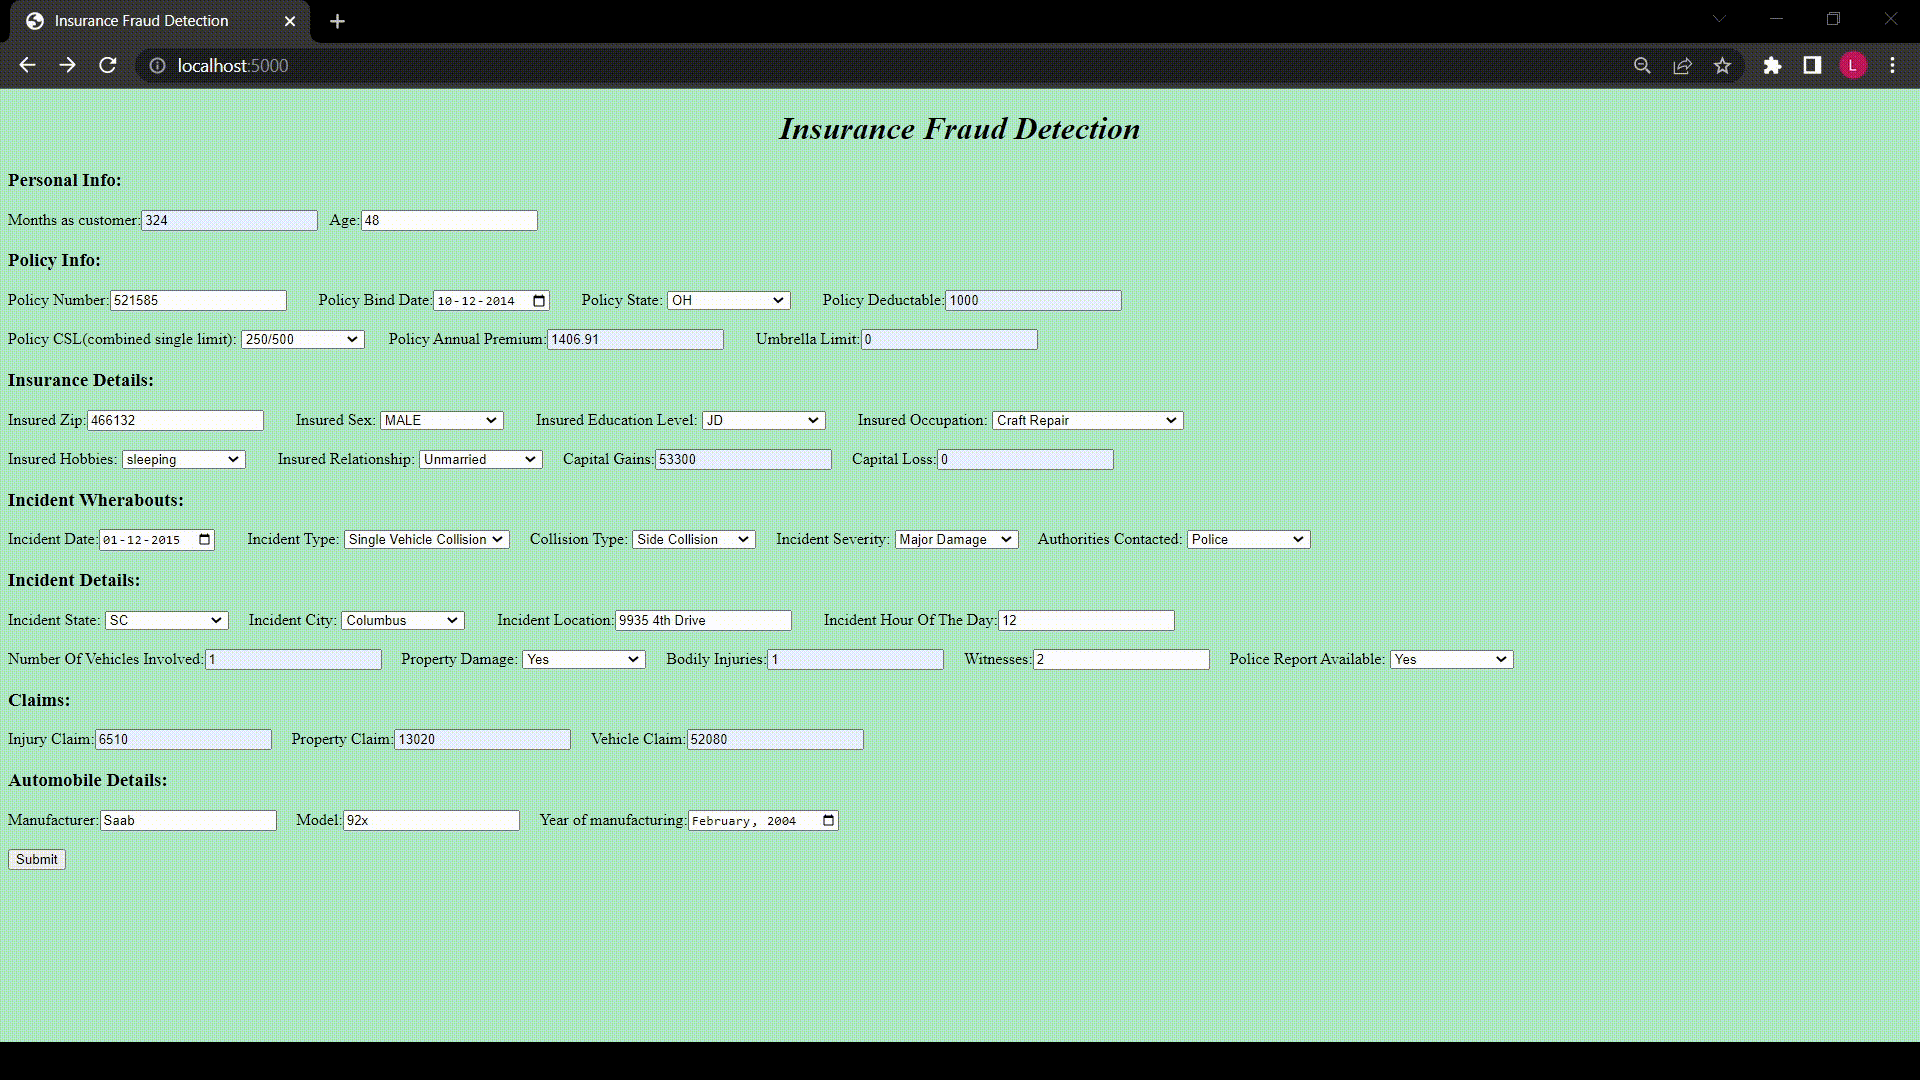 Insurance Fraud Detection
localhost:5000
L
Insurance Fraud Detection
Personal Info:
Months as customer: 324 Age: 48
Policy Info:
Policy Number: 521585 Policy Bind Date: 10-12-2014 Policy State: OH Policy Deductable: 1000
Policy CSL(combined single limit): 250/500 Policy Annual Premium: 1406.91 Umbrella Limit: 0
Insurance Details:
Insured Zip: 466132 Insured Sex: MALE Insured Education Level: JD Insured Occupation: Craft Repair
Insured Hobbies: sleeping Insured Relationship: Unmarried Capital Gains: 53300 Capital Loss: 0
Incident Wherabouts:
Incident Date: 01-12-2015 Incident Type: Single Vehicle Collision Collision Type: Side Collision Incident Severity: Major Damage Authorities Contacted: Police
Incident Details:
Incident State: SC Incident City: Columbus Incident Location: 9935 4th Drive Incident Hour Of The Day: 12
Number Of Vehicles Involved: 1 Property Damage: Yes Bodily Injuries: 1 Witnesses: 2 Police Report Available: Yes
Claims:
Injury Claim: 6510 Property Claim: 13020 Vehicle Claim: 52080
Automobile Details:
Manufacturer: Saab Model: 92x Year of manufacturing: February, 2004
Submit